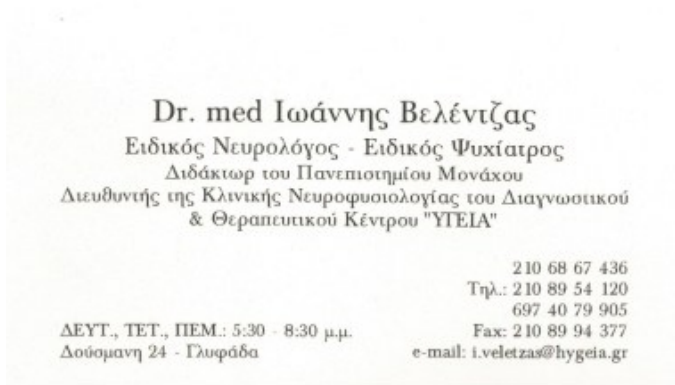 Dr. med Ιωάννης Βελέντζας
Ειδικός Νευρολόγος - Ειδικός Ψυχίατρος
Διδάκτωρ του Πανεπιστημίου Μονάχου
Διευθυντής της Κλινικής Νευροφυσιολογίας του Διαγνωστικού
& Θεραπευτικού Κέντρου "ΥΓΕΙΑ"
210 68 67 436
Τηλ.: 210 89 54 120
697 40 79 905
ΔΕΥΤ., ΤΕΤ., ΠΕΜ.: 5:30 - 8:30 μ.μ.
Fax: 210 89 94 377
Δούσμανη 24 - Γλυφάδα
e-mail: i.veletzas@hygeia.gr